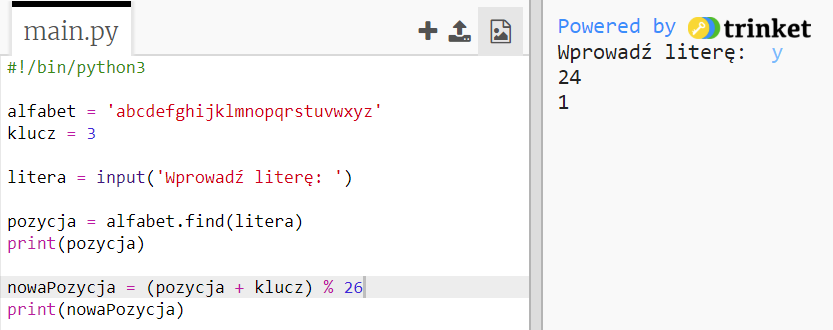 main.py
#!/bin/python3
alfabet = 'abcdefghijklmnopqrstuvwxyz'
klucz = 3
litera = input('Wprowadź literę: ')
pozycja = alfabet.find(litera)
print(pozycja)
nowaPozycja = (pozycja + klucz) % 26
print(nowaPozycja)
Powered by trinket
Wprowadź literę: y
24
1